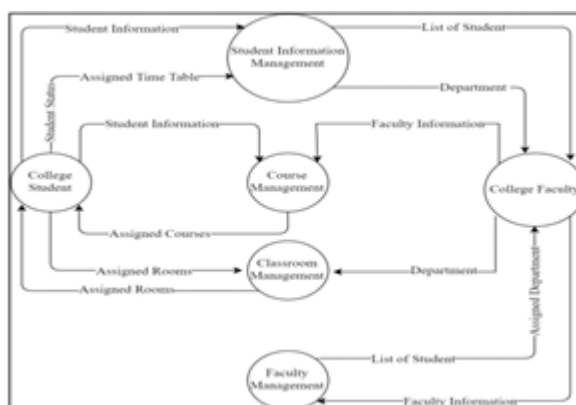 Student Information
List of Student
Student Information
Management
Assigned Time Table
Student Status
Department
Student Information
Faculty Information
College
Student
Course
Management
College Faculty
Assigned Courses
Classroom
Management
Assigned Rooms
Department
Assigned Rooms
Assigned Department
List of Student
Faculty
Management
Faculty Information